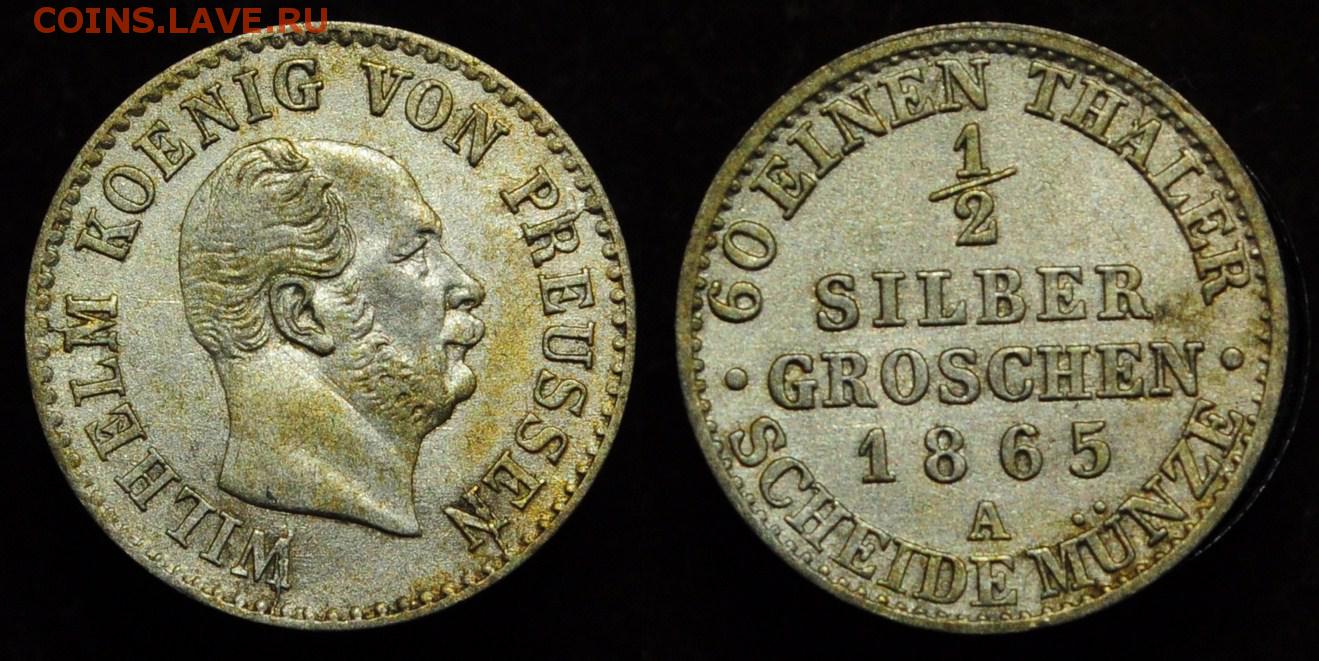 COINS.LAVE.RU
WILHELM KOENIG VON PREUSSEN
60 EINEN THALER
1/2
SILBER
GROSCHEN
1865
A
SCHEIDE MÜNZE